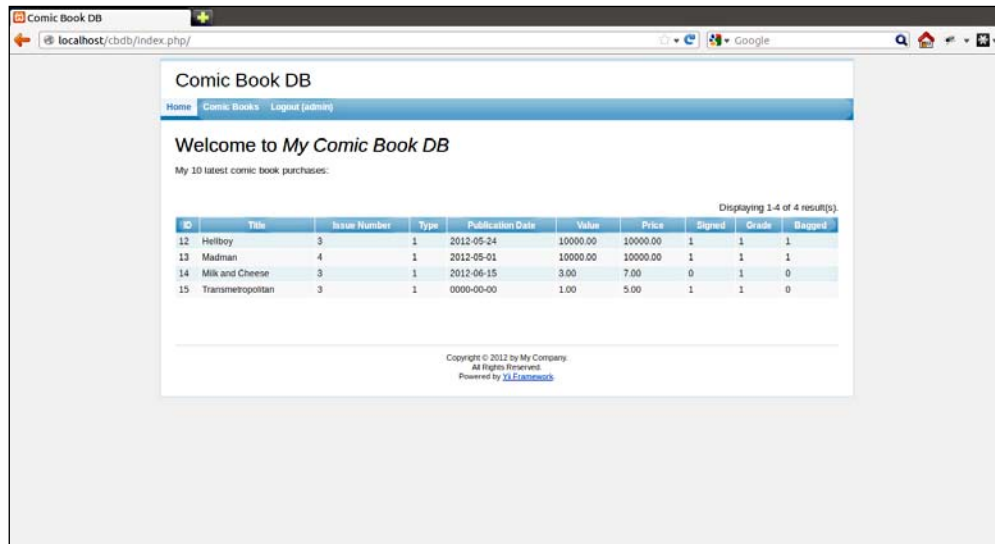 Comic Book DB
localhost/cbdb/index.php/
Google
Comic Book DB
Home Comic Books Logout (admin)
Welcome to My Comic Book DB
My 10 latest comic book purchases:
Displaying 1-4 of 4 result(s).
ID Title Issue Number Type Publication Date Value Price Signed Grade Bagged
12 Hellboy 3 1 2012-05-24 10000.00 10000.00 1 1 1
13 Madman 4 1 2012-05-01 10000.00 10000.00 1 1 1
14 Milk and Cheese 3 1 2012-06-15 3.00 7.00 0 1 0
15 Transmetropolitan 3 1 0000-00-00 1.00 5.00 1 1 0
Copyright © 2012 by My Company.
All Rights Reserved.
Powered by Yii Framework.